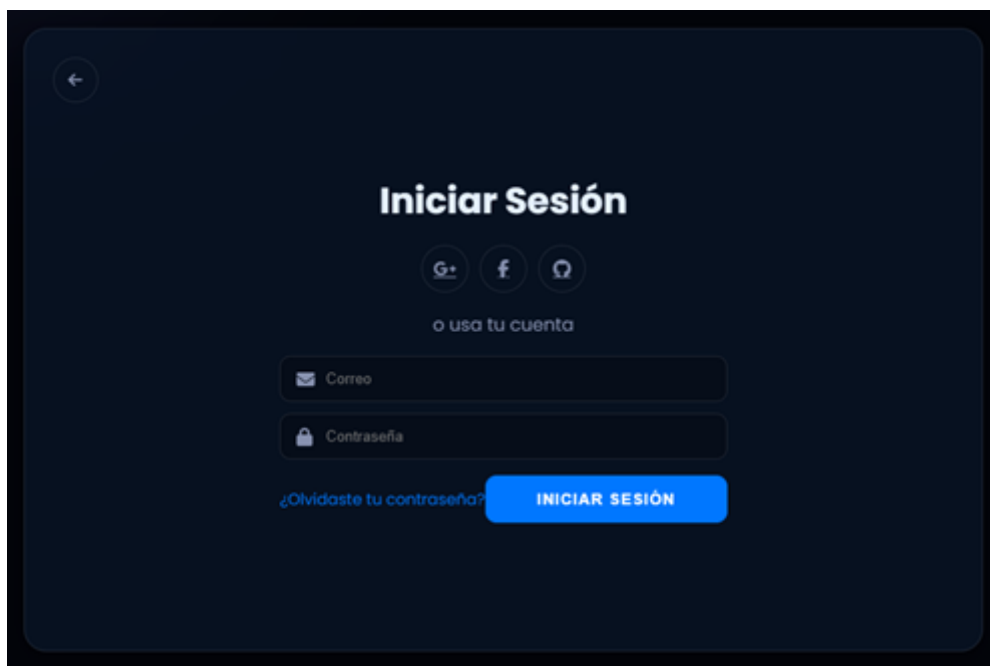 Iniciar Sesión
G+ f
o usa tu cuenta
Correo
Contraseña
¿Olvidaste tu contraseña? INICIAR SESIÓN